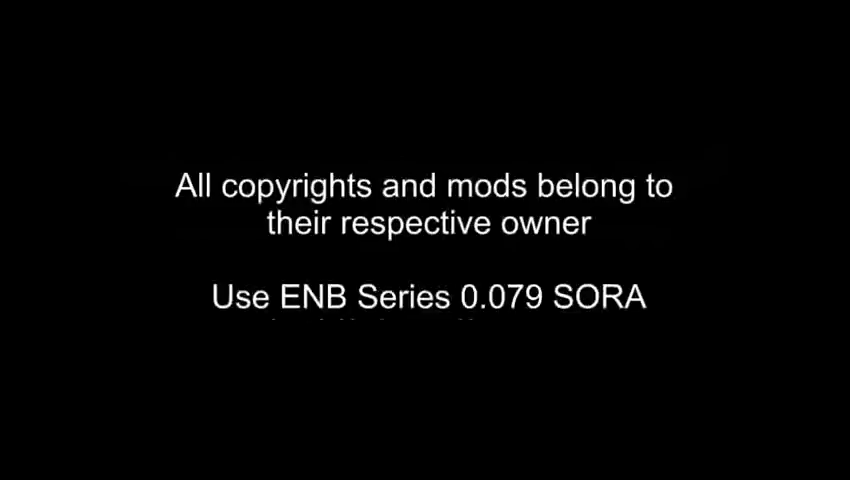 All copyrights and mods belong to
their respective owner
Use ENB Series 0.079 SORA